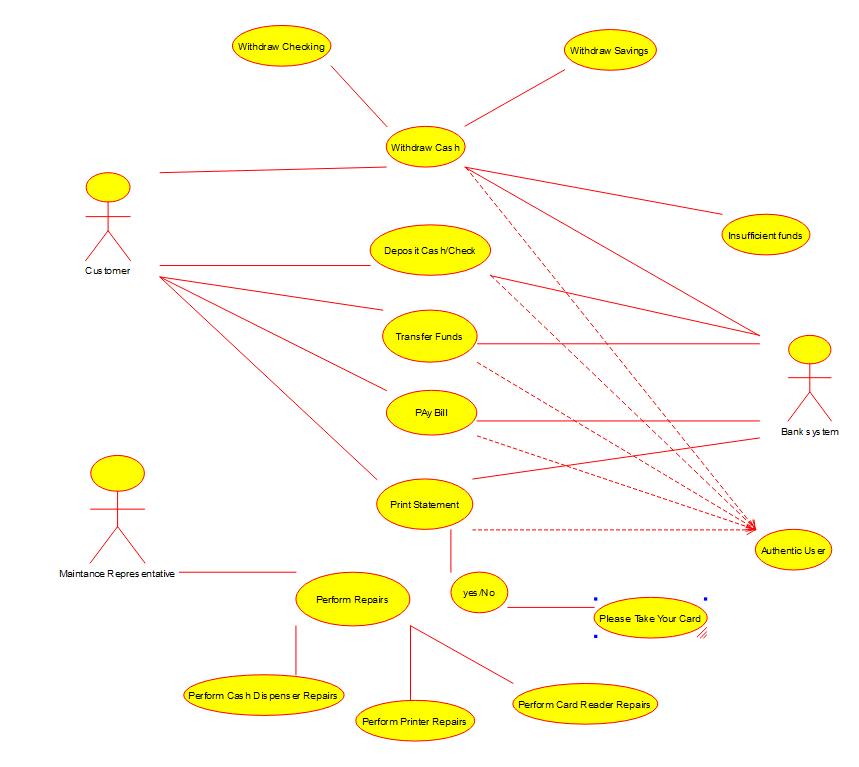 Withdraw Checking
Withdraw Savings
Withdraw Cash
Insufficient funds
Deposit Cash/Check
Customer
Transfer Funds
PAy Bill
Bank system
Print Statement
Authentic User
Maintance Representative
yes/No
Perform Repairs
Please Take Your Card
Perform Cash Dispenser Repairs
Perform Card Reader Repairs
Perform Printer Repairs